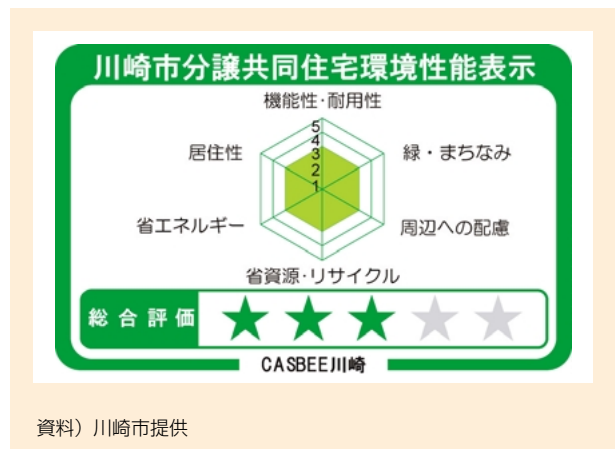 川崎市分譲共同住宅環境性能表示
機能性・耐用性
5
4
3
2
1
居住性
緑・まちなみ
省エネルギー
周辺への配慮
省資源・リサイクル
総合評価
CASBEE川崎
資料）川崎市提供